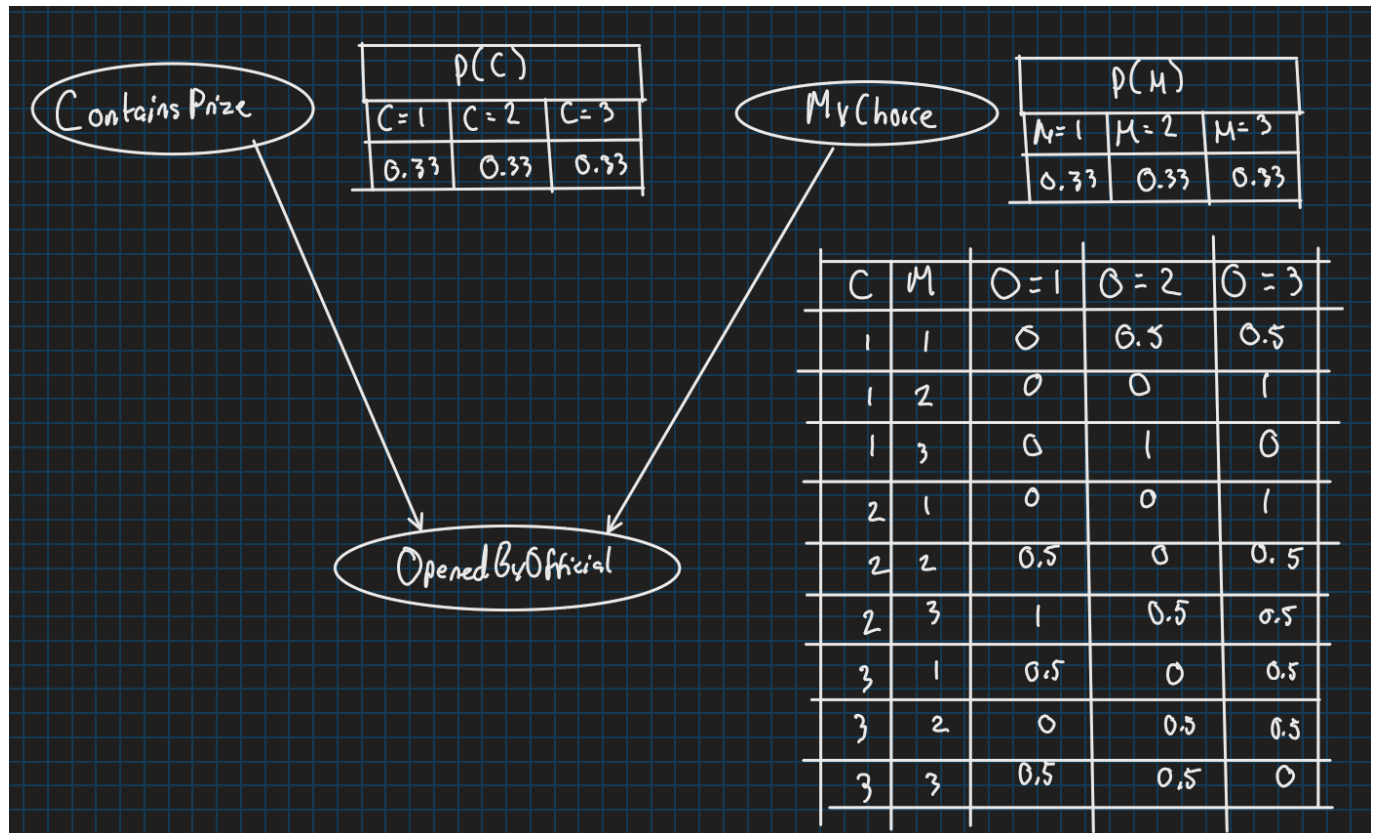 ContainsPrize
P(C)
C=1 C=2 C=3
0.33 0.33 0.33
MyChoice
P(M)
M=1 M=2 M=3
0.33 0.33 0.33
C M O=1 O=2 O=3
1 1 0 0.5 0.5
1 2 0 0 1
1 3 0 1 0
2 1 0 0 1
2 2 0.5 0 0.5
2 3 1 0.5 0.5
3 1 0.5 0 0.5
3 2 0 0.5 0.5
3 3 0.5 0.5 0
OpenedByOfficial